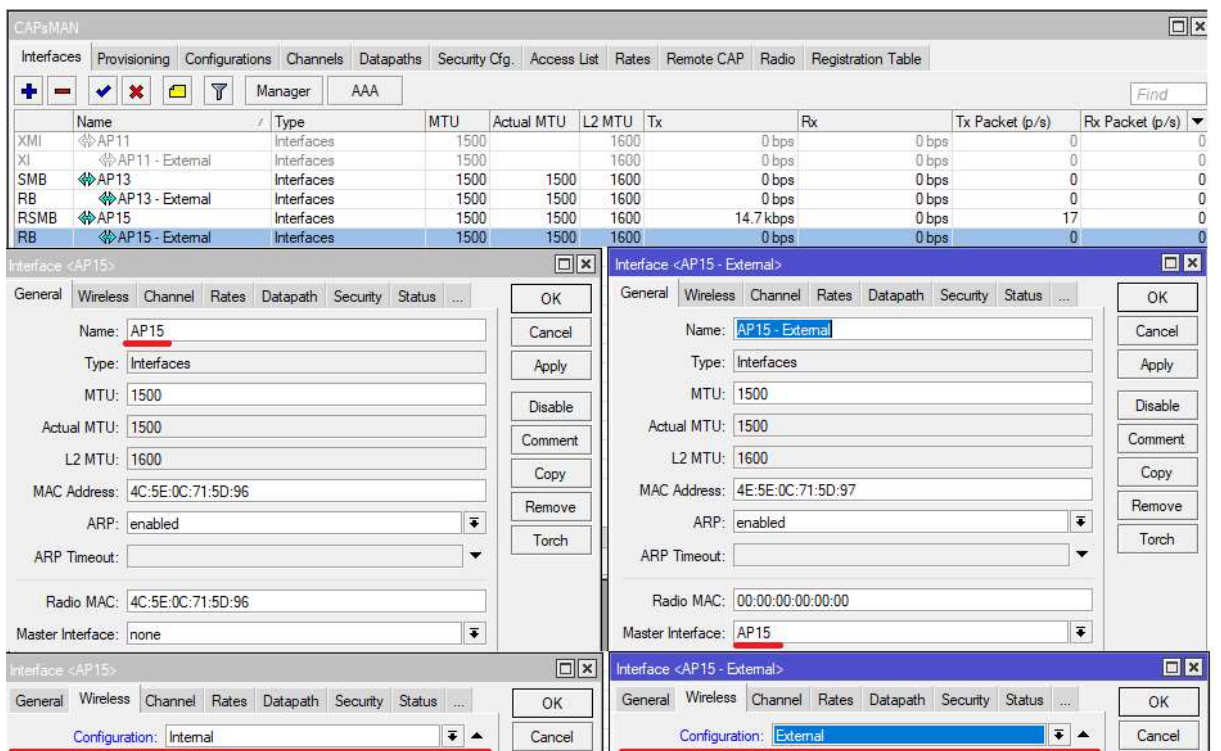 CAPsMAN
Interfaces Provisioning Configurations Channels Datapaths Security Cfg. Access List Rates Remote CAP Radio Registration Table
Manager AAA Find
Name Type MTU Actual MTU L2 MTU Tx Rx Tx Packet (p/s) Rx Packet (p/s)
XMI AP11 Interfaces 1500 1600 0 bps 0 bps 0 0
XI AP11 - External Interfaces 1500 1600 0 bps 0 bps 0 0
SMB AP13 Interfaces 1500 1500 1600 0 bps 0 bps 0 0
RB AP13 - External Interfaces 1500 1500 1600 0 bps 0 bps 0 0
RSMB AP15 Interfaces 1500 1500 1600 14.7 kbps 0 bps 17 0
RB AP15 - External Interfaces 1500 1500 1600 0 bps 0 bps 0 0
Interface <AP15>
General Wireless Channel Rates Datapath Security Status ... OK
Name: AP15 Cancel
Type: Interfaces Apply
MTU: 1500
Disable
Actual MTU: 1500
Comment
L2 MTU: 1600
Copy
MAC Address: 4C:5E:0C:71:5D:96
Remove
ARP: enabled
Torch
ARP Timeout:
Radio MAC: 4C:5E:0C:71:5D:96
Master Interface: none
Interface <AP15 - External>
General Wireless Channel Rates Datapath Security Status ... OK
Name: AP15 - External Cancel
Type: Interfaces Apply
MTU: 1500
Disable
Actual MTU: 1500
Comment
L2 MTU: 1600
Copy
MAC Address: 4E:5E:0C:71:5D:97
Remove
ARP: enabled
Torch
ARP Timeout:
Radio MAC: 00:00:00:00:00:00
Master Interface: AP15
Interface <AP15>
General Wireless Channel Rates Datapath Security Status ... OK
Configuration: Internal Cancel
Interface <AP15 - External>
General Wireless Channel Rates Datapath Security Status ... OK
Configuration: External Cancel